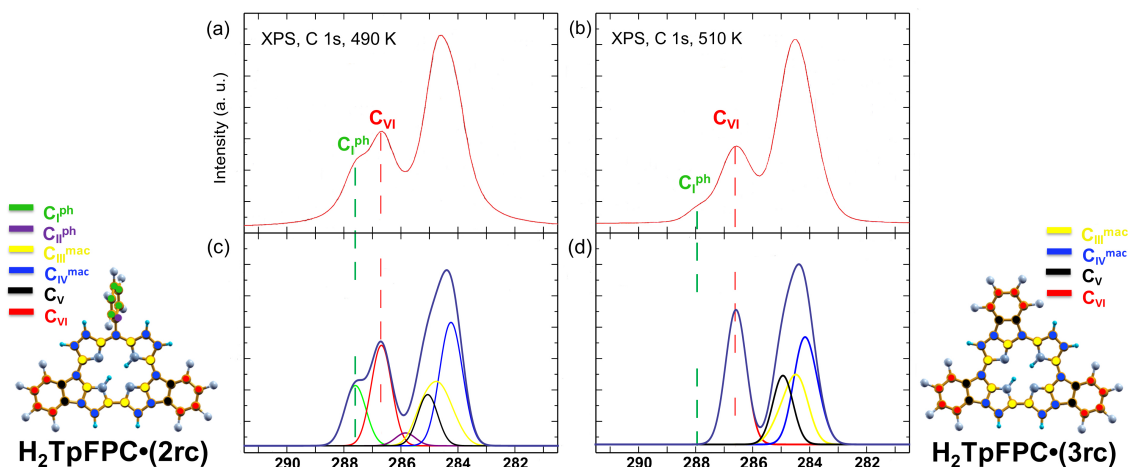 (a) XPS, C 1s, 490 K
C_VI
C_I^ph
Intensity (a. u.)
(b) XPS, C 1s, 510 K
C_VI
C_I^ph
C_I^ph
C_II^ph
C_III^mac
C_IV^mac
C_V
C_VI
H₂TpFPC•(2rc)
(c)
290 288 286 284 282
(d)
290 288 286 284 282
C_III^mac
C_IV^mac
C_V
C_VI
H₂TpFPC•(3rc)